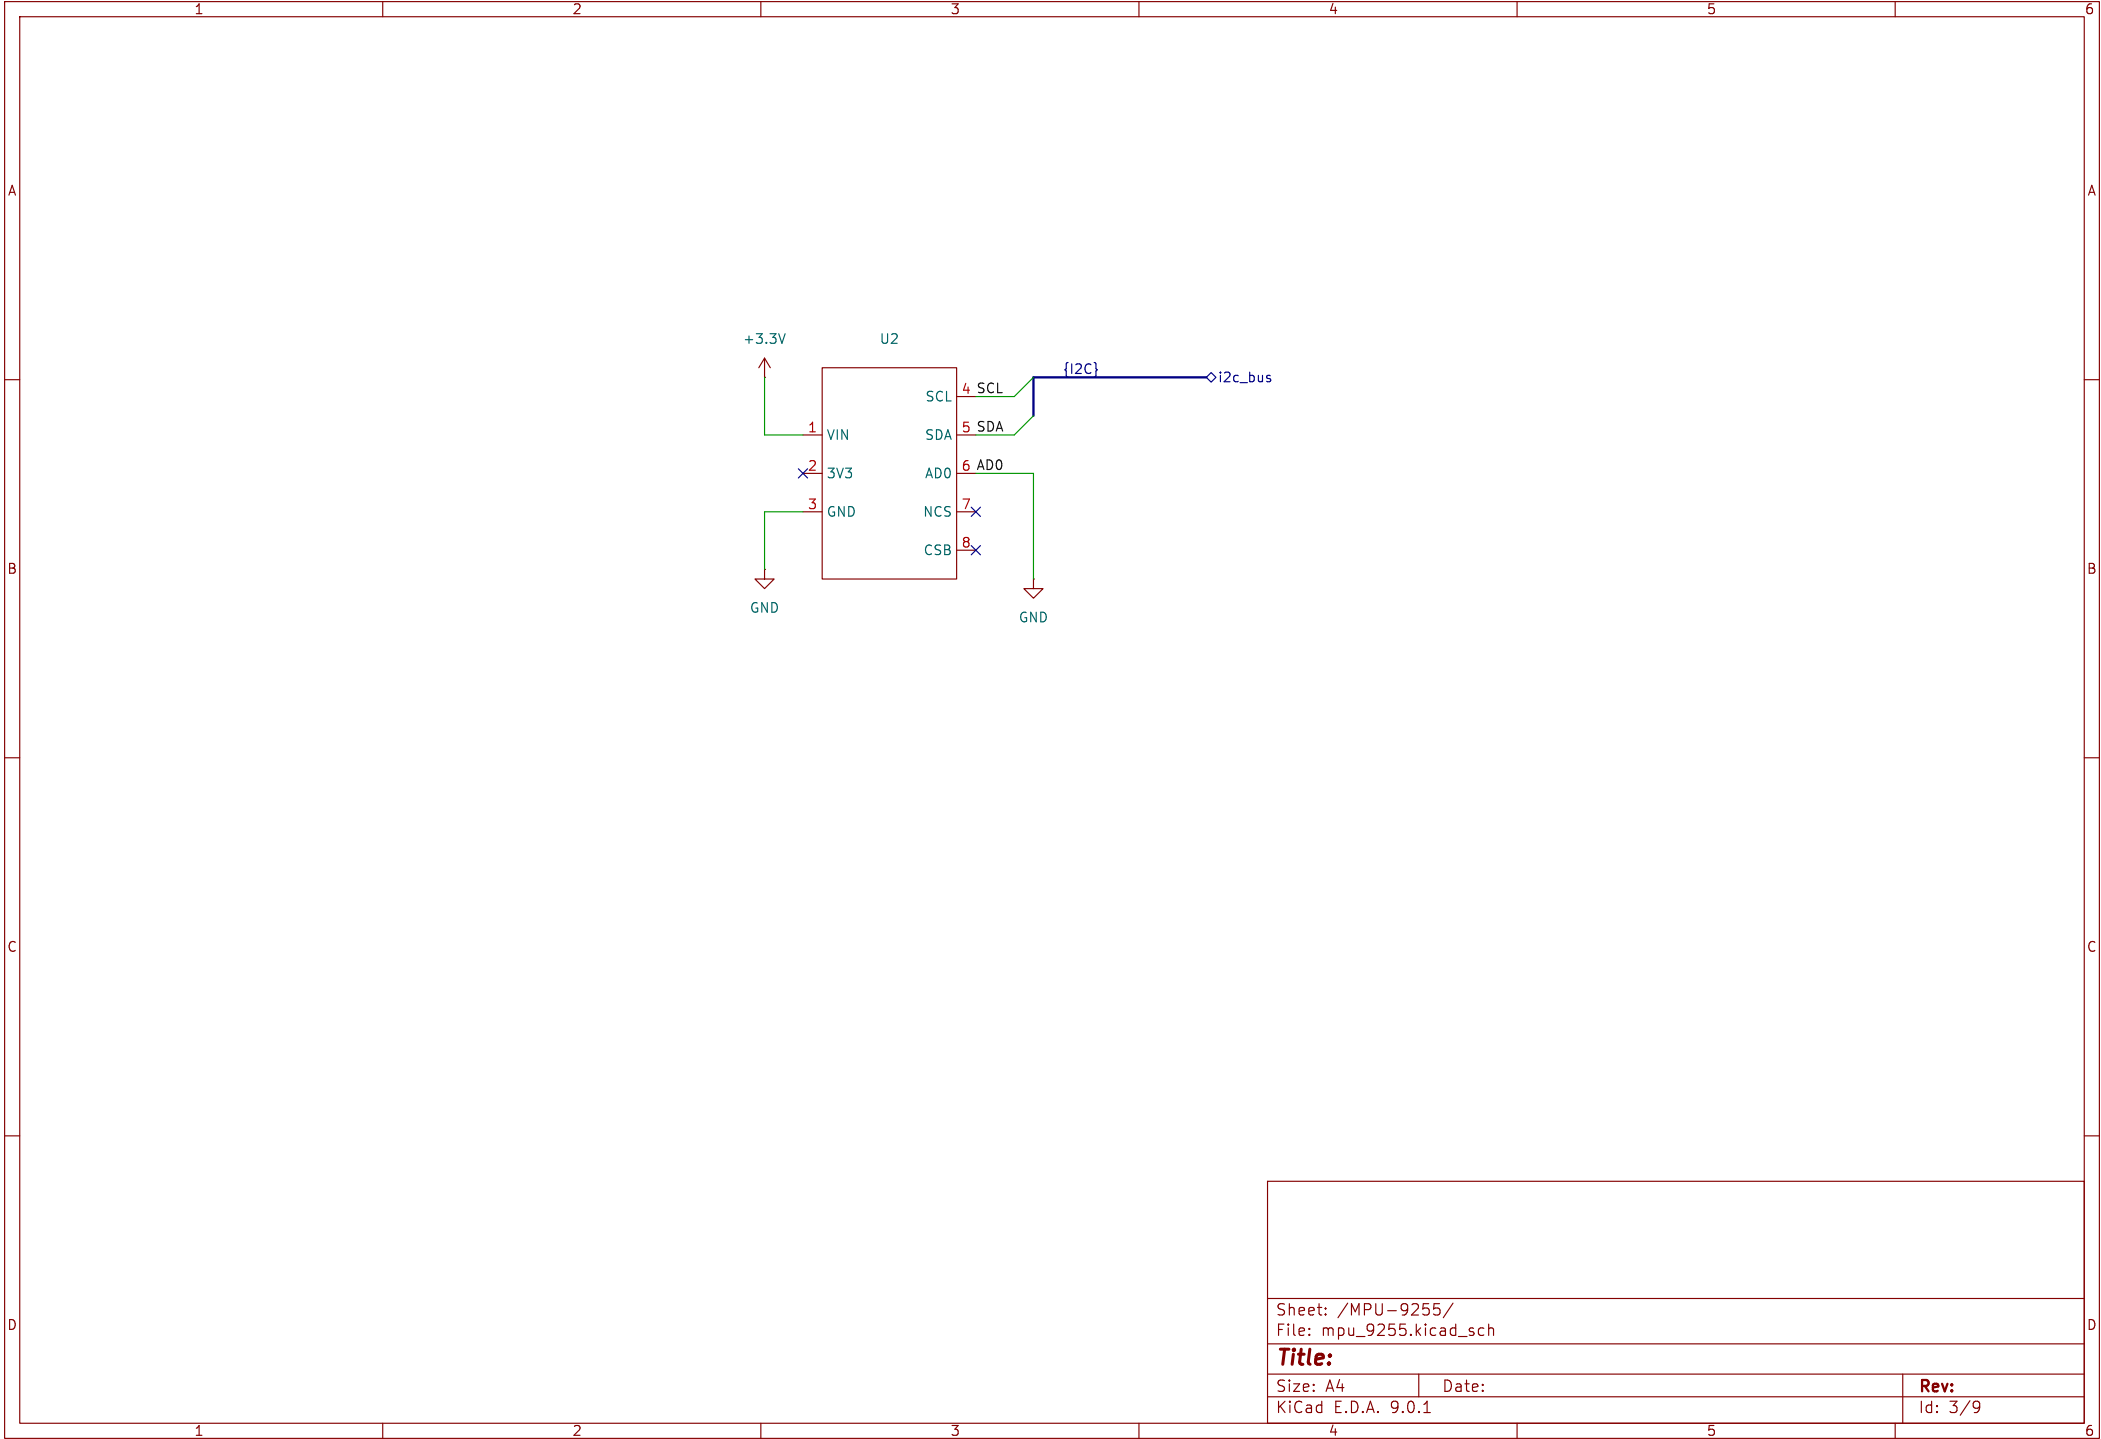 1 2 3 4 5 6
A A
+3.3V U2
{I2C} i2c_bus
SCL 4 SCL
1 VIN SDA 5 SDA
2 3V3 AD0 6 AD0
3 GND NCS 7
CSB 8
B B
GND
GND
C C
Sheet: /MPU-9255/
D D
File: mpu_9255.kicad_sch
Title:
Size: A4 Date: Rev:
KiCad E.D.A. 9.0.1 Id: 3/9
1 2 3 4 5 6